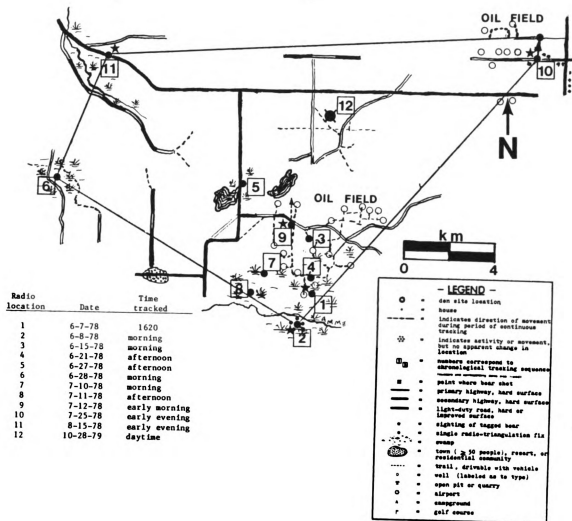 OIL FIELD
11
10
12
N
6
5
OIL FIELD
9
3
km
0 4
7
4
8
1
2
Radio location Date Time tracked
1 6-7-78 1620
2 6-8-78 morning
3 6-15-78 morning
4 6-21-78 afternoon
5 6-27-78 afternoon
6 6-28-78 morning
7 7-10-78 morning
8 7-11-78 afternoon
9 7-12-78 early morning
10 7-25-78 early evening
11 8-15-78 early evening
12 10-28-79 daytime
- LEGEND -
den site location
house
indicates direction of movement
during period of continuous
tracking
indicates activity or movement,
but no apparent change in
location
numbers correspond to
chronological tracking sequence
point where bear shot
primary highway, hard surface
secondary highway, hard surface
light-duty road, hard or
improved surface
sighting of tagged bear
single radio-triangulation fix
swamp
town (≥ 50 people), resort, or
residential community
trail, drivable with vehicle
well (labeled as to type)
open pit or quarry
airport
campground
golf course